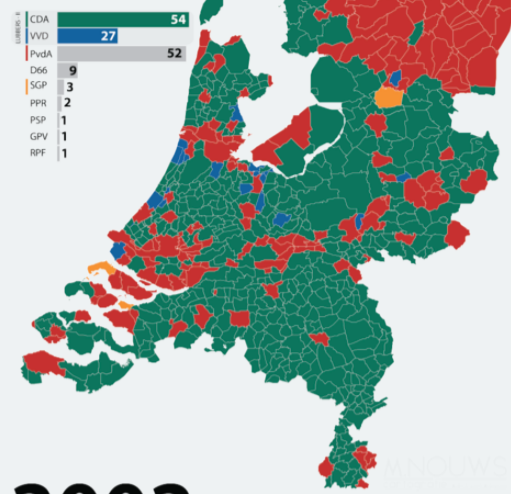 CDA 54
VVD 27
PvdA 52
D66 9
SGP 3
PPR 2
PSP 1
GPV 1
RPF 1